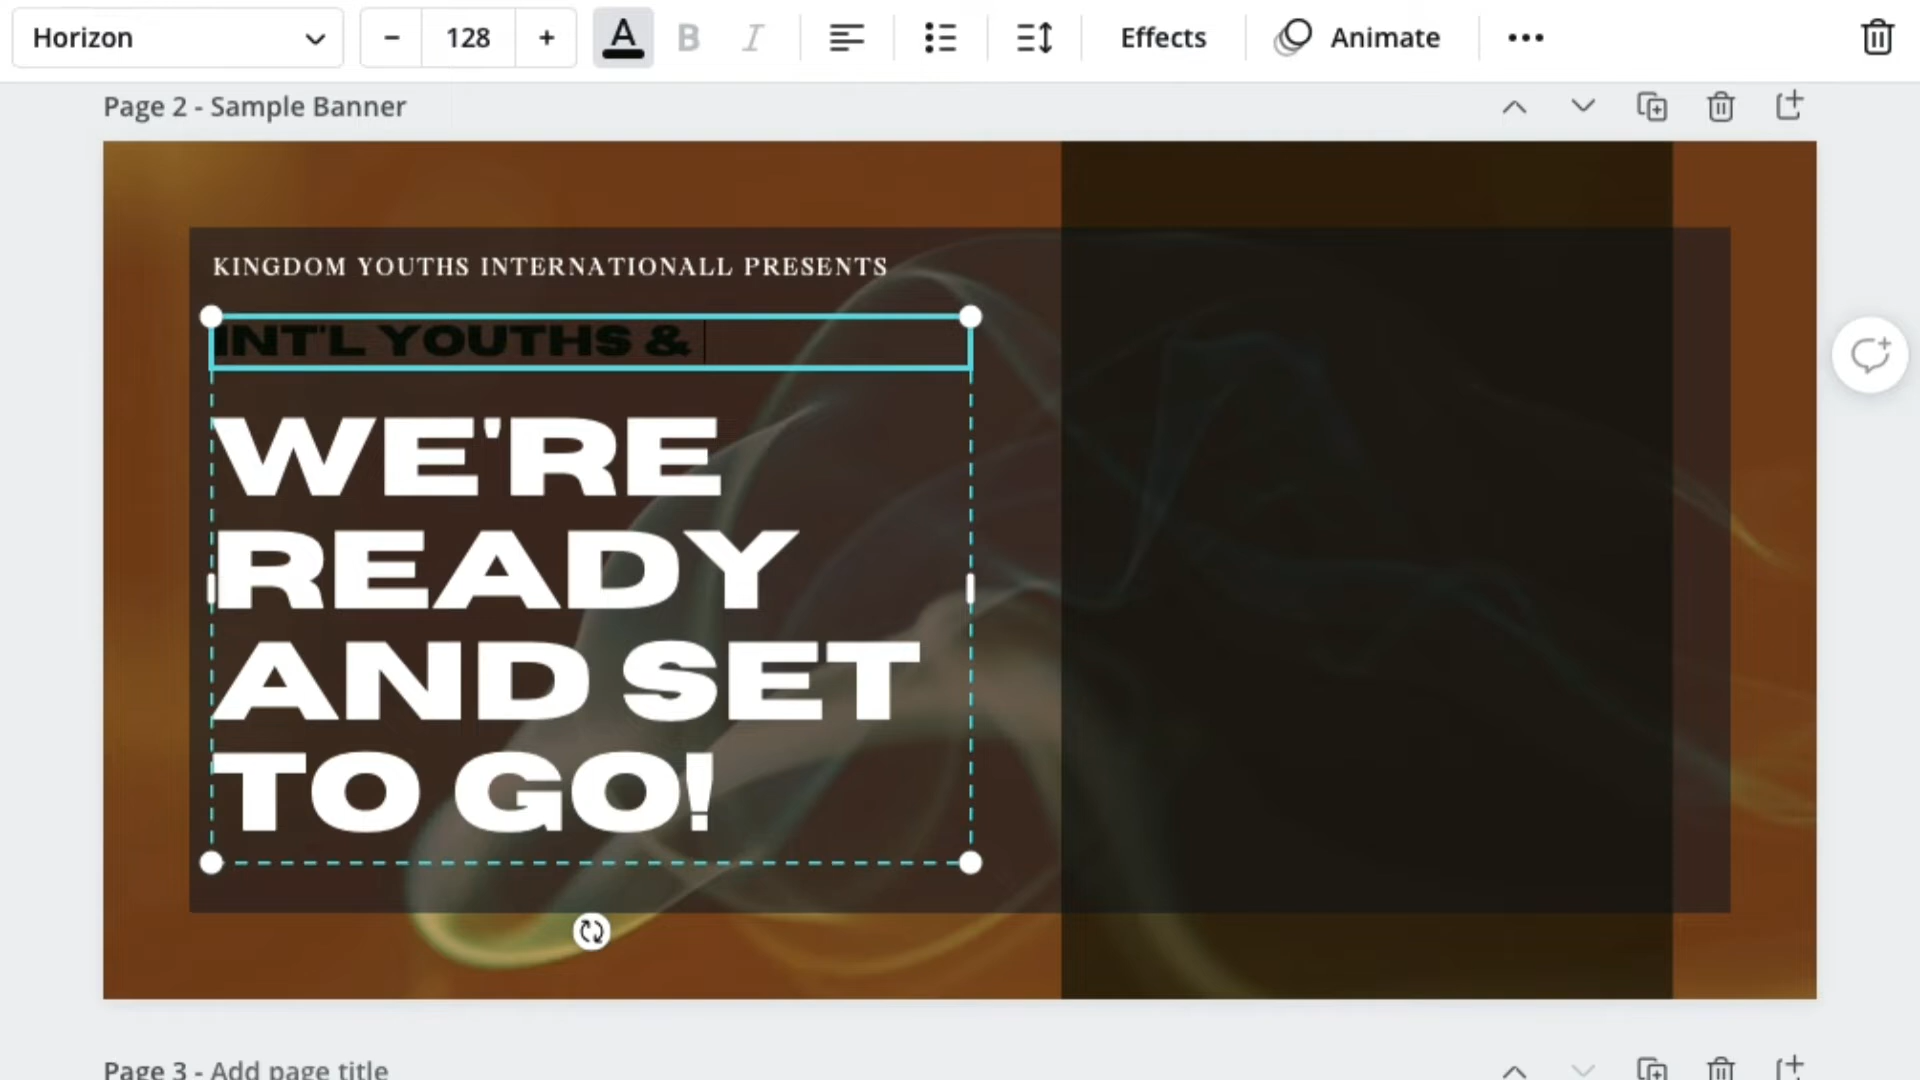 Horizon
− 128 + A B I Effects Animate
Page 2 - Sample Banner
KINGDOM YOUTHS INTERNATIONALL PRESENTS
INT'L YOUTHS &
WE'RE
READY
AND SET
TO GO!
Page 3 - Add page title